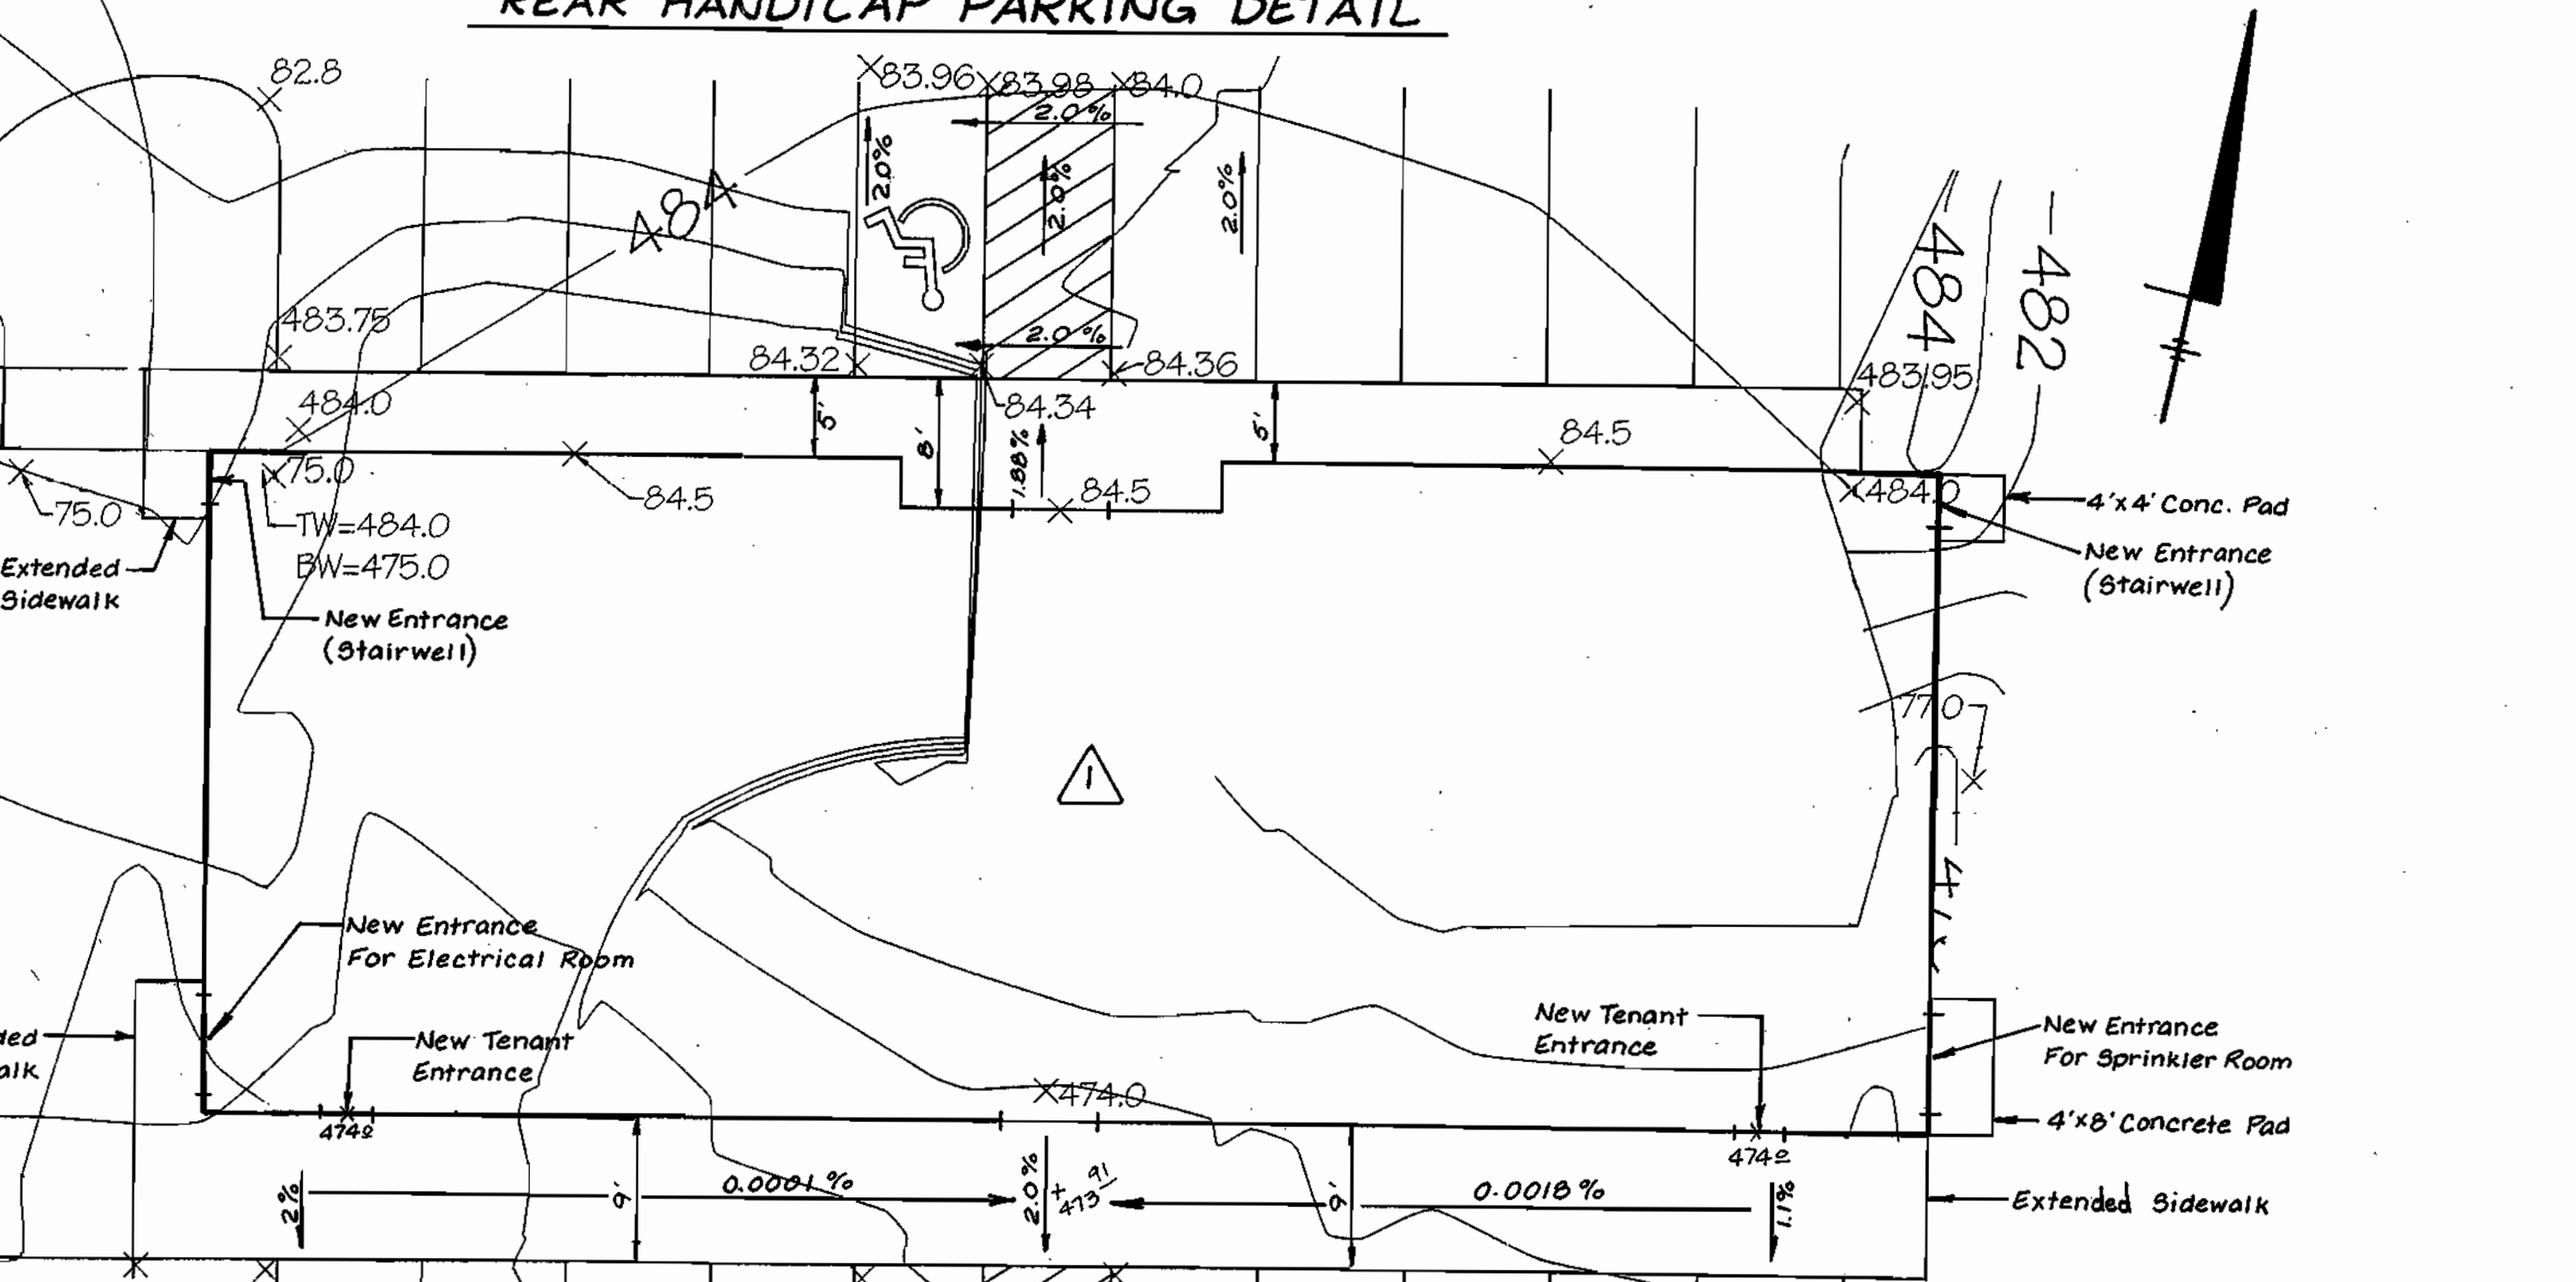 REAR HANDICAP PARKING DETAIL
82.8
83.96
83.98
84.0
2.0%
2.0%
2.0%
2.0%
484
484
482
483.75
2.0%
84.32
84.36
483.95
484.0
84.34
5'
8'
5'
1.88%
84.5
75.0
84.5
84.5
484.0
4'x4' Conc. Pad
75.0
TW=484.0
BW=475.0
New Entrance
(Stairwell)
Extended
Sidewalk
New Entrance
(Stairwell)
77.0
1
New Entrance
For Electrical Room
New Tenant
Entrance
New Tenant
Entrance
New Entrance
For Sprinkler Room
474.0
4'x8' Concrete Pad
474.0
474.0
2%
9'
0.0001%
2.0%
473.91
9'
0.0018%
1.1%
Extended Sidewalk